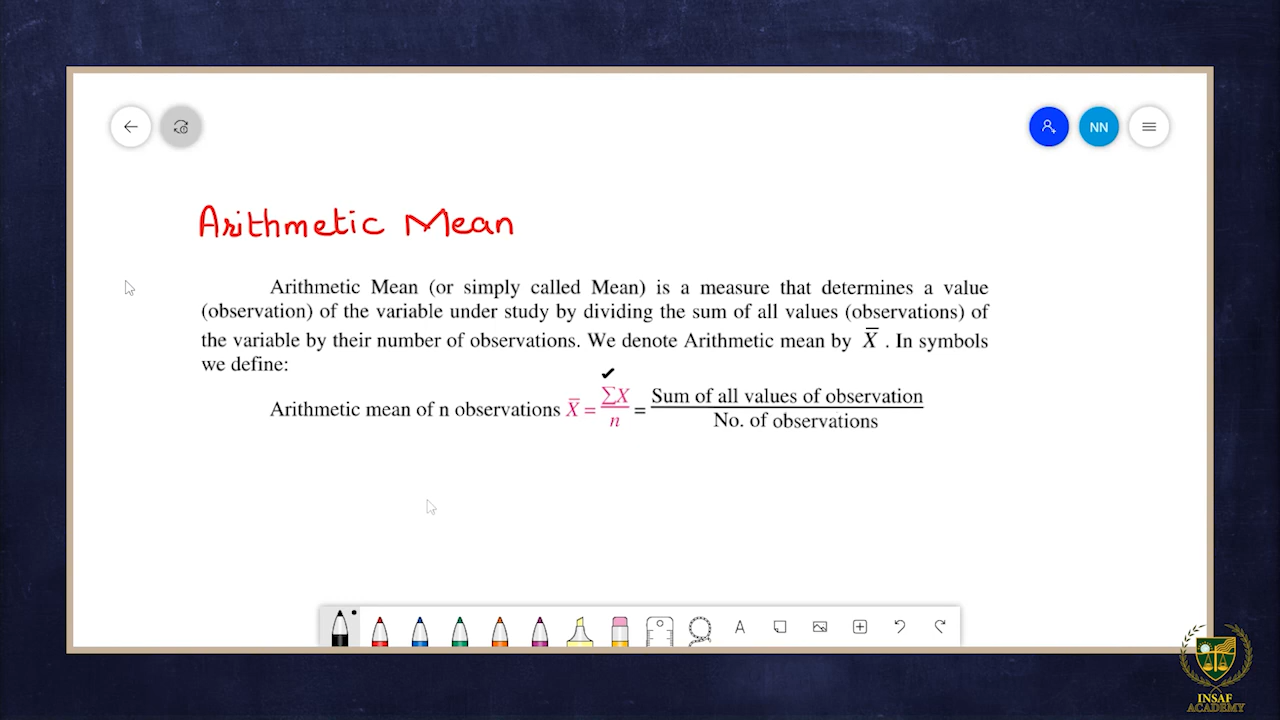 NN
Arithmetic Mean
Arithmetic Mean (or simply called Mean) is a measure that determines a value
(observation) of the variable under study by dividing the sum of all values (observations) of
the variable by their number of observations. We denote Arithmetic mean by X̅ . In symbols
we define:
Arithmetic mean of n observations X̅ = ∑X/n = Sum of all values of observation / No. of observations
A
INSAF
ACADEMY